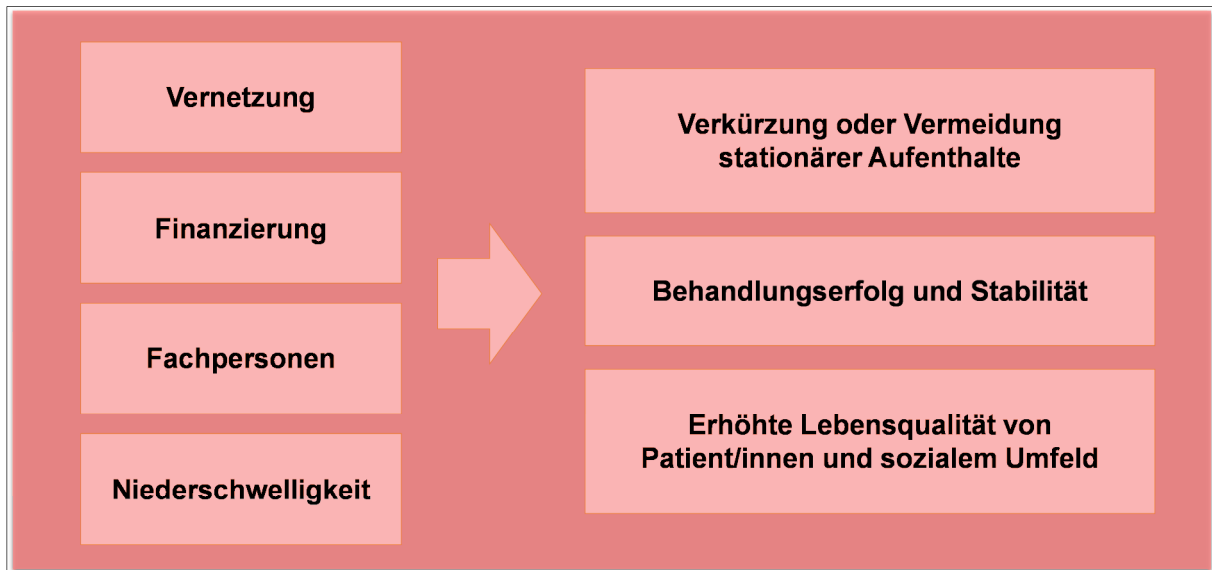 Vernetzung
Finanzierung
Fachpersonen
Niederschwelligkeit
Verkürzung oder Vermeidung
stationärer Aufenthalte
Behandlungserfolg und Stabilität
Erhöhte Lebensqualität von
Patient/innen und sozialem Umfeld